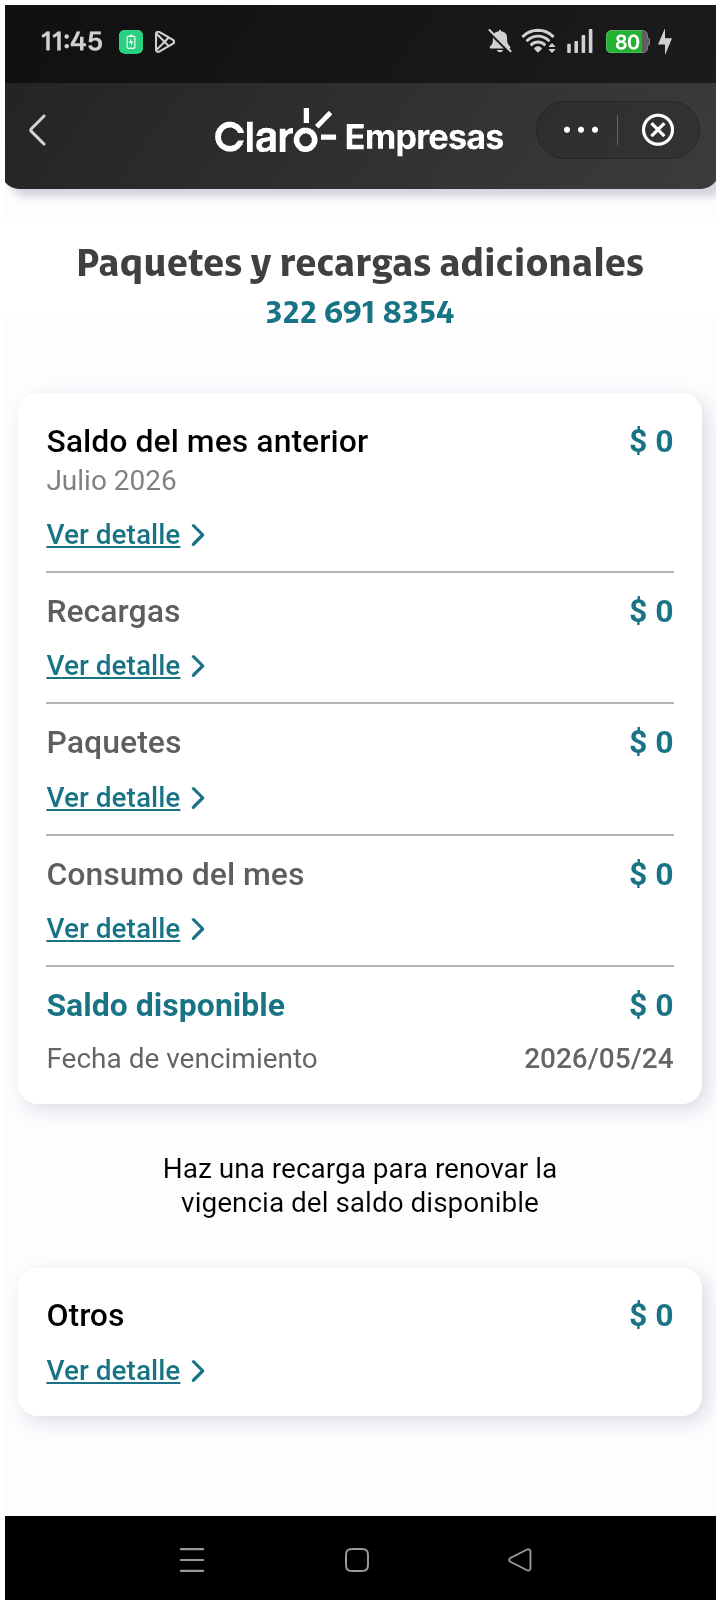 11:45
80
Claro- Empresas
Paquetes y recargas adicionales
322 691 8354
Saldo del mes anterior $ 0
Julio 2026
Ver detalle
Recargas $ 0
Ver detalle
Paquetes $ 0
Ver detalle
Consumo del mes $ 0
Ver detalle
Saldo disponible $ 0
Fecha de vencimiento 2026/05/24
Haz una recarga para renovar la
vigencia del saldo disponible
Otros $ 0
Ver detalle